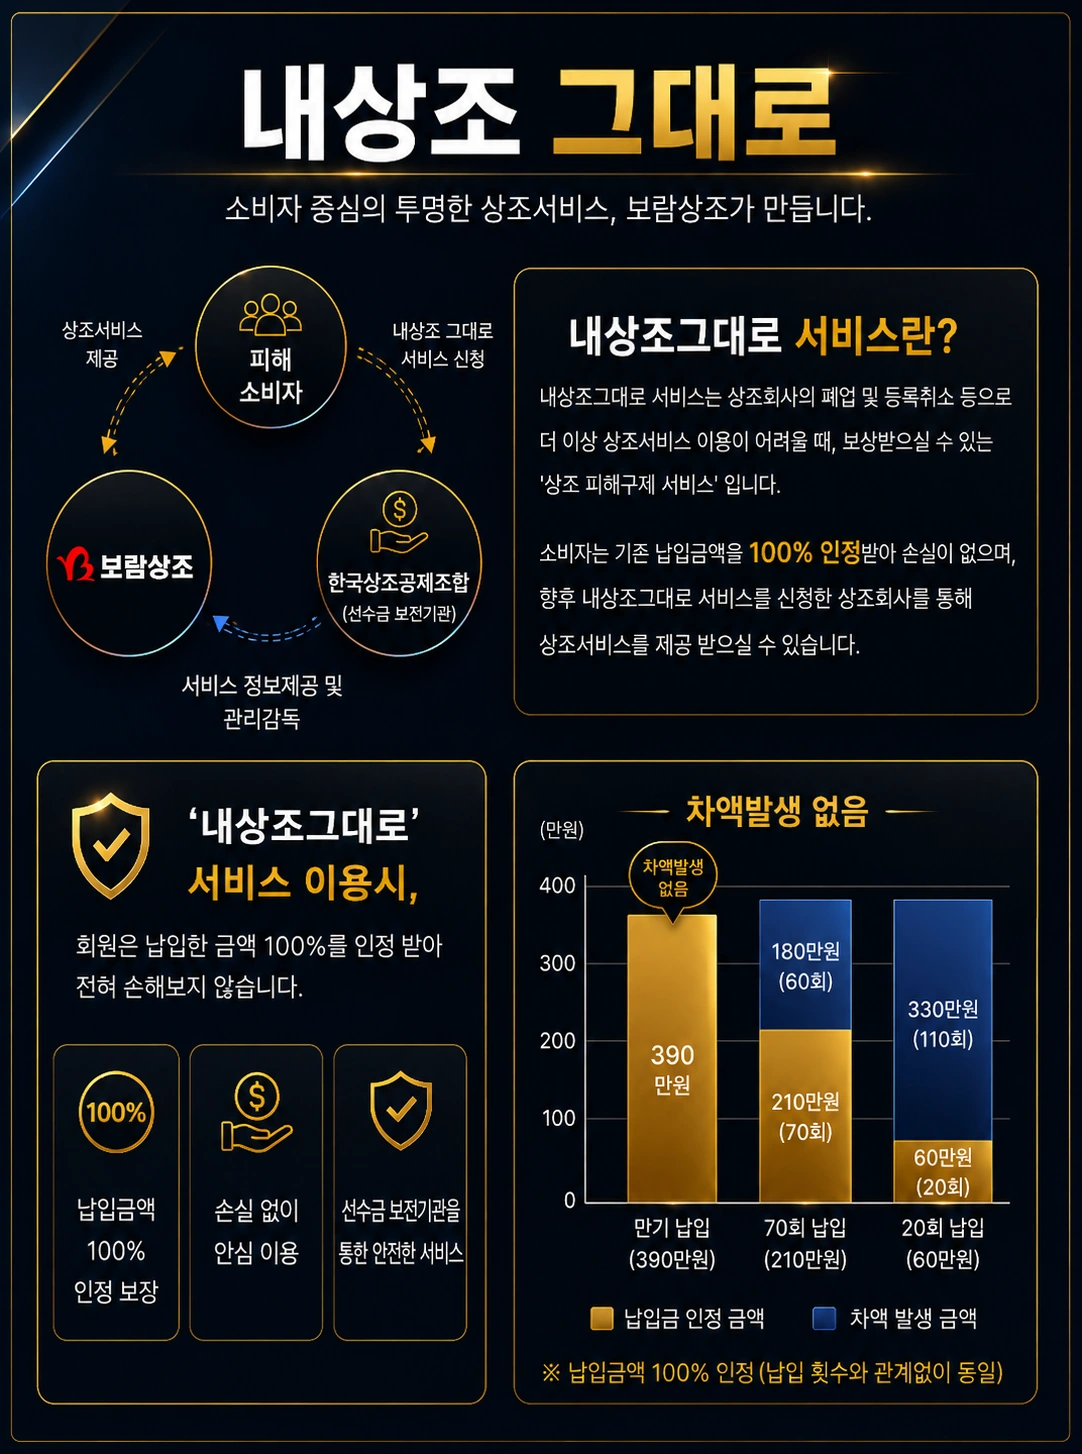 내상조 그대로
소비자 중심의 투명한 상조서비스, 보람상조가 만듭니다.
상조서비스
제공
피해
소비자
내상조 그대로
서비스 신청
보람상조
한국상조공제조합
(선수금 보전기관)
서비스 정보제공 및
관리감독
내상조그대로 서비스란?
내상조그대로 서비스는 상조회사의 폐업 및 등록취소 등으로
더 이상 상조서비스 이용이 어려울 때, 보상받으실 수 있는
'상조 피해구제 서비스' 입니다.
소비자는 기존 납입금액을 100% 인정받아 손실이 없으며,
향후 내상조그대로 서비스를 신청한 상조회사를 통해
상조서비스를 제공 받으실 수 있습니다.
‘내상조그대로’
서비스 이용시,
회원은 납입한 금액 100%를 인정 받아
전혀 손해보지 않습니다.
100%
납입금액
100%
인정 보장
$
손실 없이
안심 이용
선수금 보전기관을
통한 안전한 서비스
차액발생 없음
(만원)
400
300
200
100
0
차액발생
없음
390
만원
180만원
(60회)
210만원
(70회)
330만원
(110회)
60만원
(20회)
만기 납입
(390만원)
70회 납입
(210만원)
20회 납입
(60만원)
납입금 인정 금액
차액 발생 금액
※ 납입금액 100% 인정 (납입 횟수와 관계없이 동일)